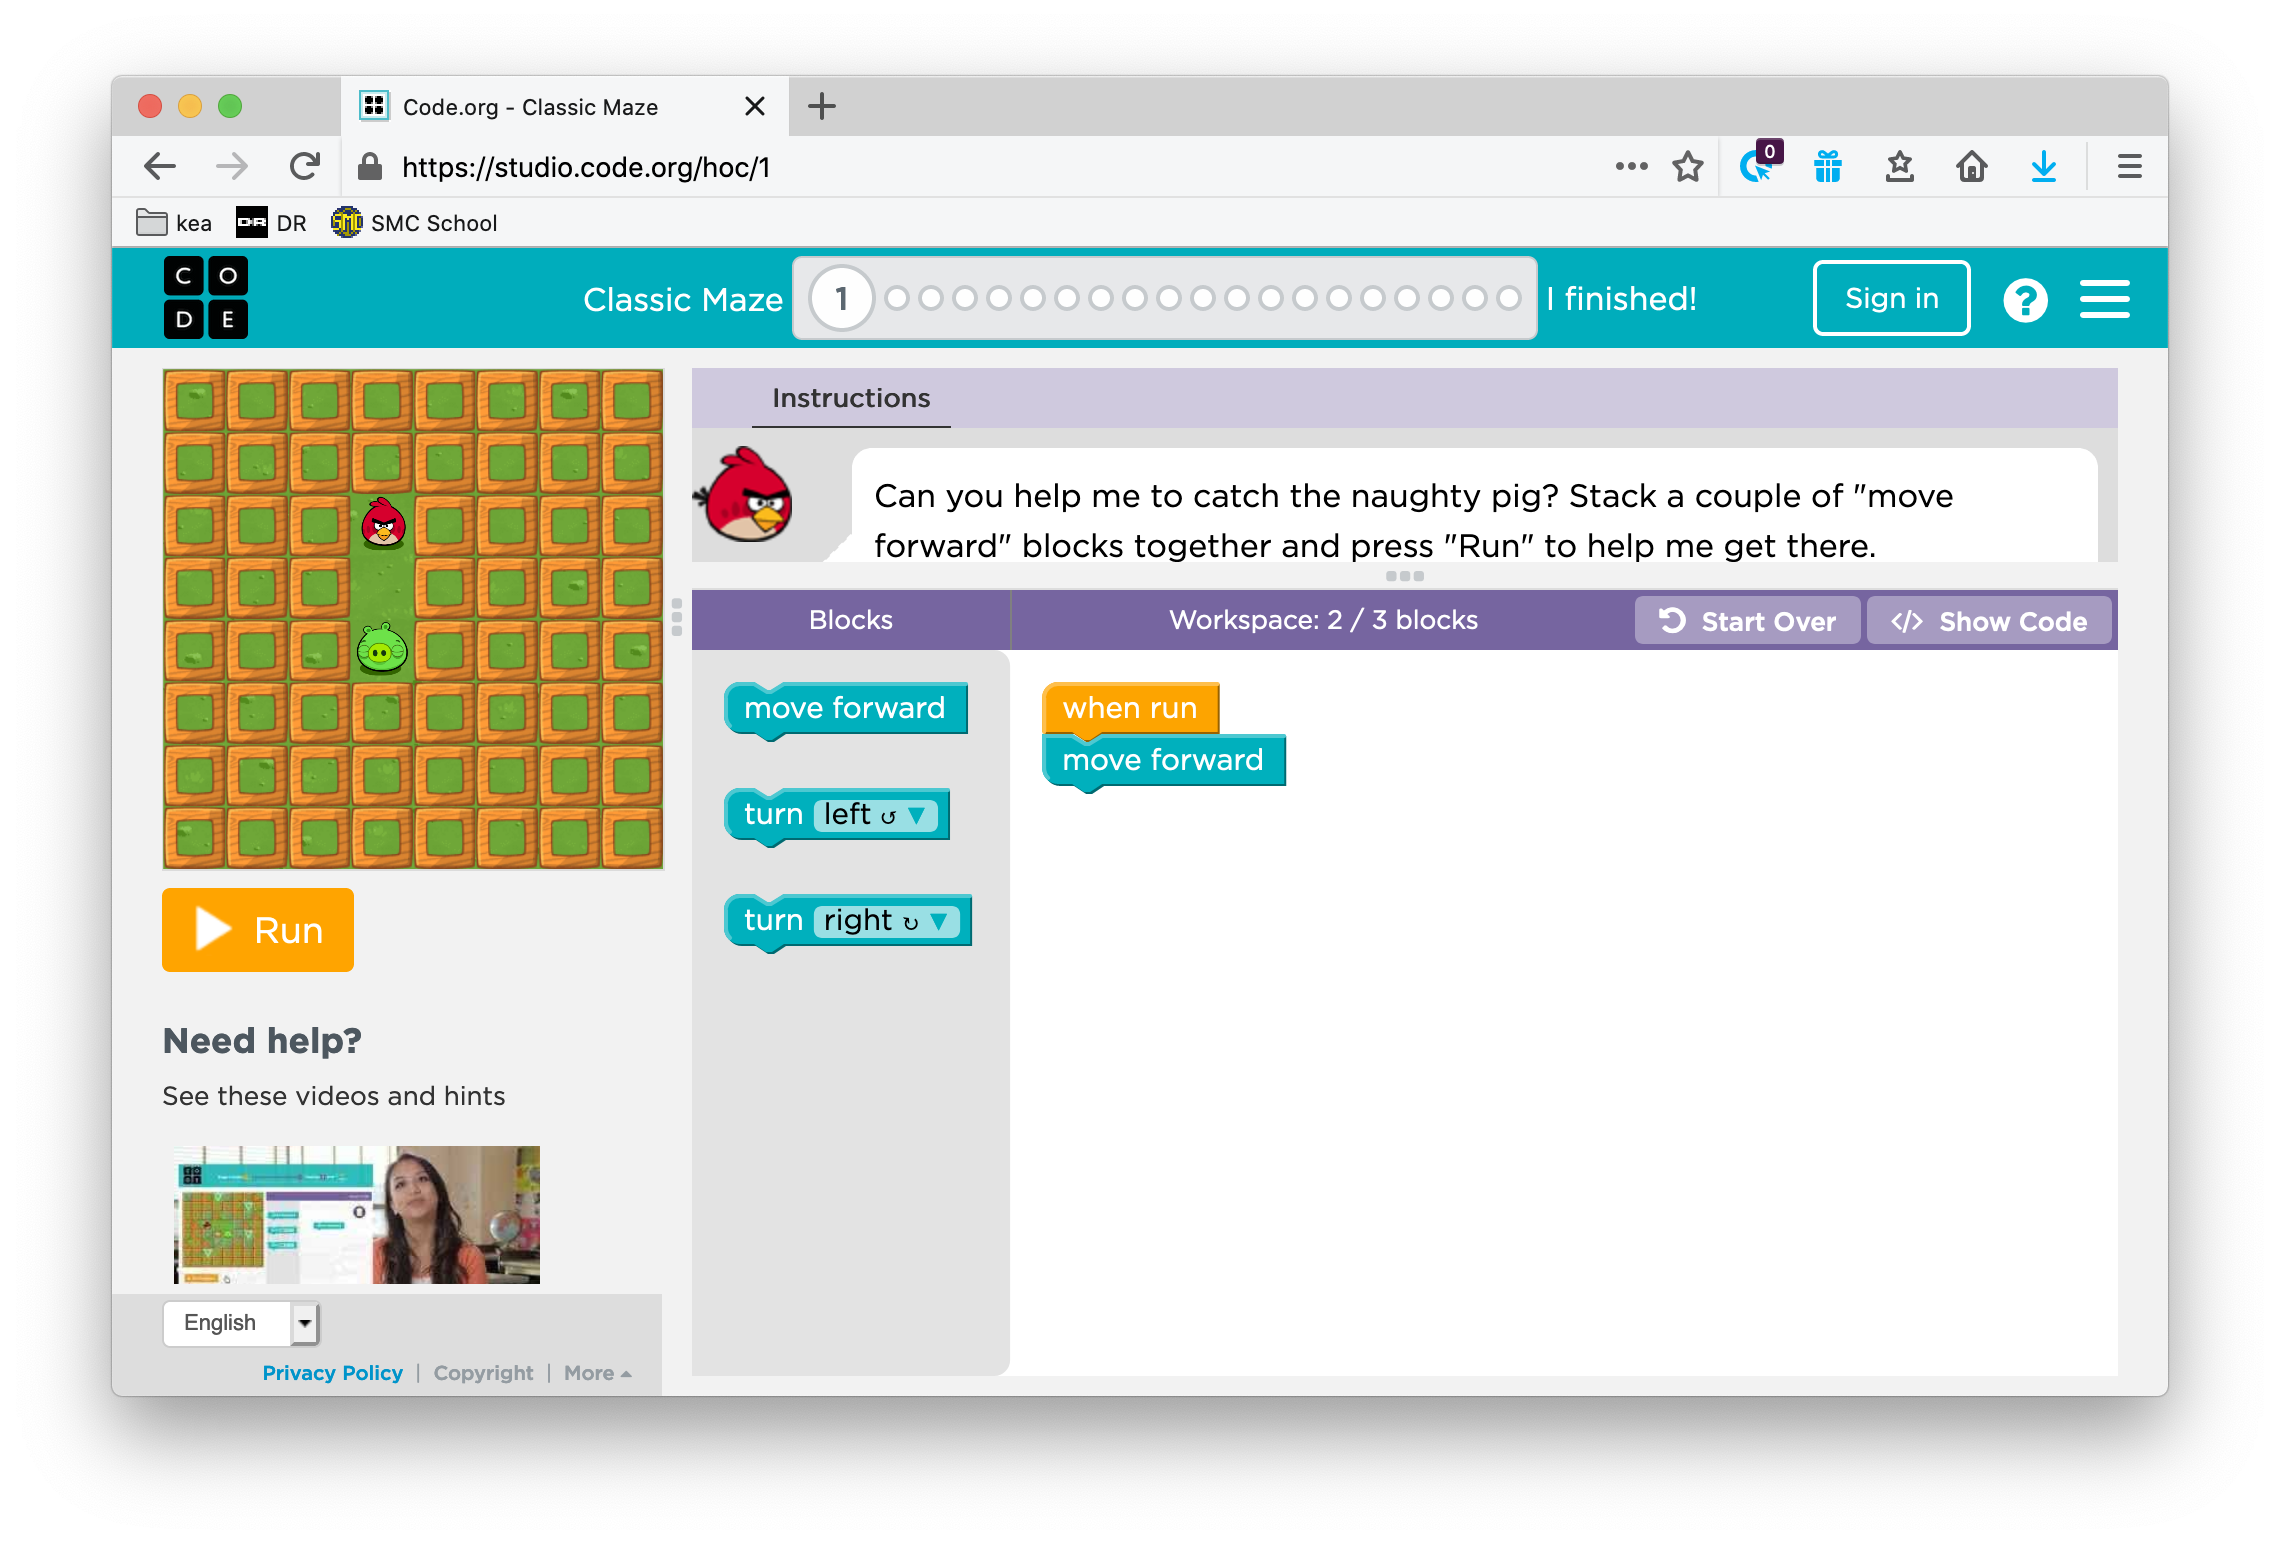 Code.org - Classic Maze
https://studio.code.org/hoc/1
0
kea
DR
DR
SMC School
C O
D E
Classic Maze
1
I finished!
Sign in
?
Instructions
Can you help me to catch the naughty pig? Stack a couple of "move
forward" blocks together and press "Run" to help me get there.
Blocks
Workspace: 2 / 3 blocks
Start Over
</> Show Code
move forward
turn left ↺ ▼
turn right ↻ ▼
when run
move forward
Run
Need help?
See these videos and hints
English
Privacy Policy | Copyright | More